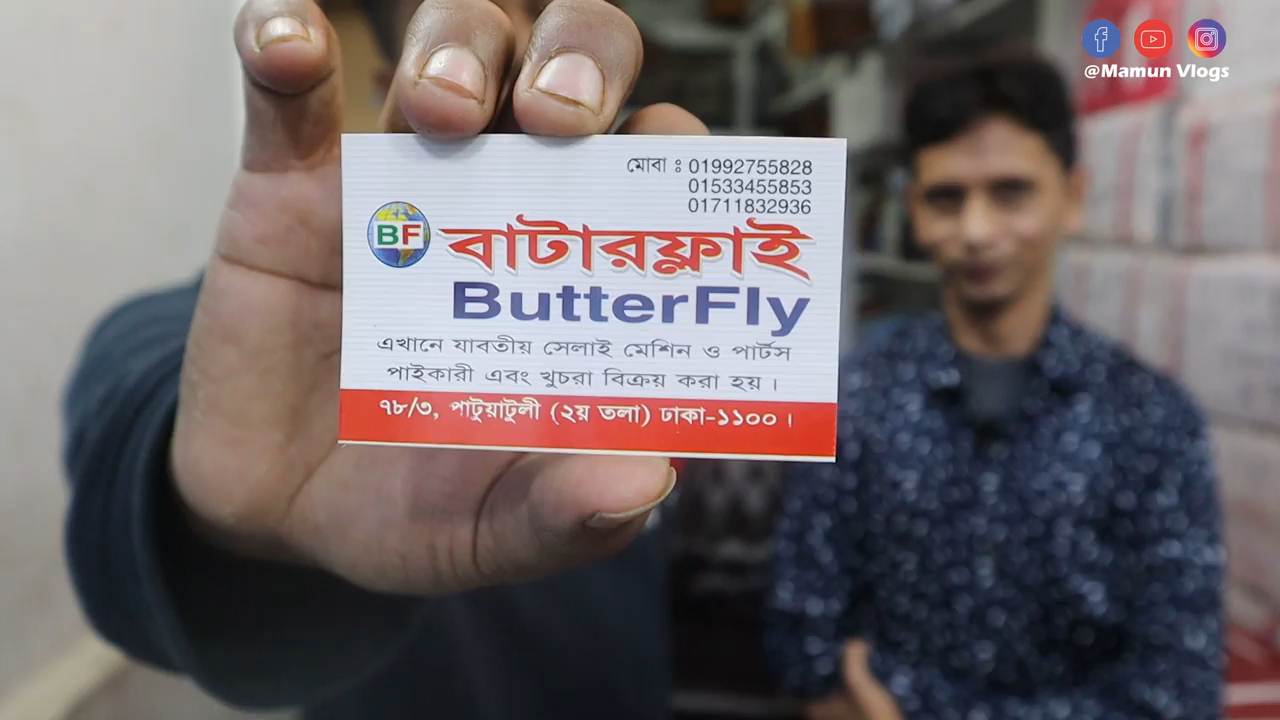 @Mamun Vlogs
মোবা ঃ 01992755828
01533455853
01711832936
BF বাটারফ্লাই
ButterFly
এখানে যাবতীয় সেলাই মেশিন ও পার্টস
পাইকারী এবং খুচরা বিক্রয় করা হয়।
৭৮/৩, পাটুয়াটুলী (২য় তলা) ঢাকা-১১০০।